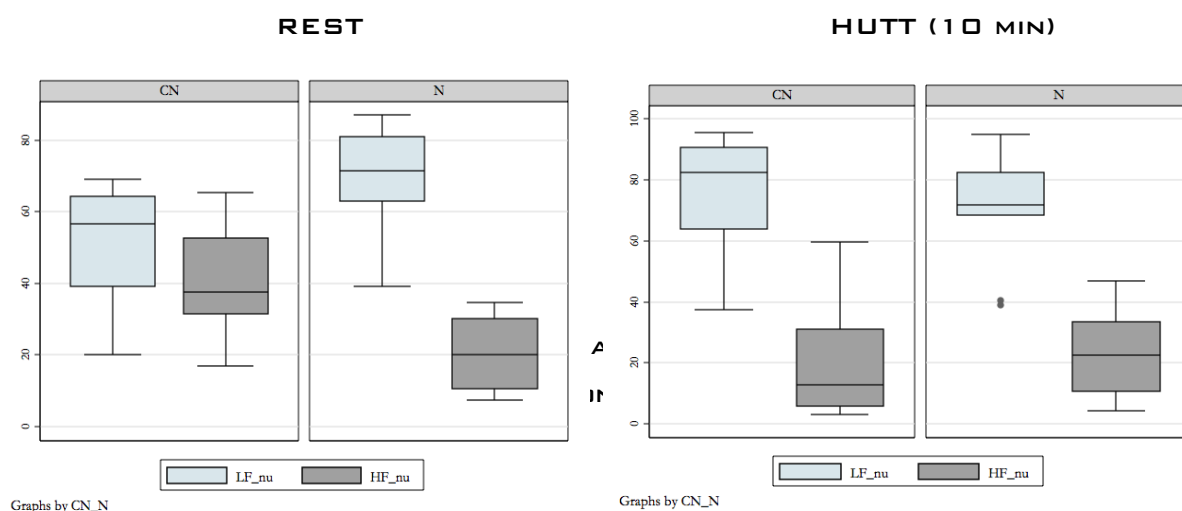 REST
HUTT (10 MIN)
CN
N
80
60
40
20
0
LF_nu
HF_nu
Graphs by CN_N
CN
N
100
80
60
40
20
0
LF_nu
HF_nu
Graphs by CN_N